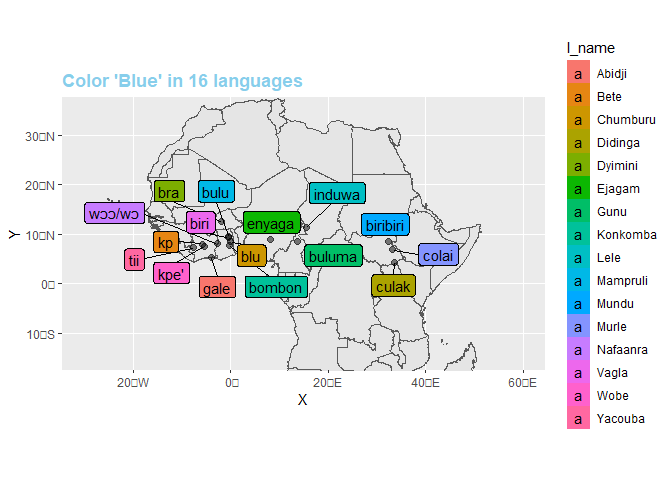 Color 'Blue' in 16 languages
l_name
a Abidji
a Bete
a Chumburu
a Didinga
a Dyimini
a Ejagam
a Gunu
a Konkomba
a Lele
a Mampruli
a Mundu
a Murle
a Nafaanra
a Vagla
a Wobe
a Yacouba
Y
30□N
20□N
10□N
0□
10□S
bra
bulu
induwa
wɔɔ/wɔ
biri
enyaga
biribiri
kp
tii
kpe'
gale
blu
bombon
buluma
colai
culak
20□W
0□
20□E
40□E
60□E
X